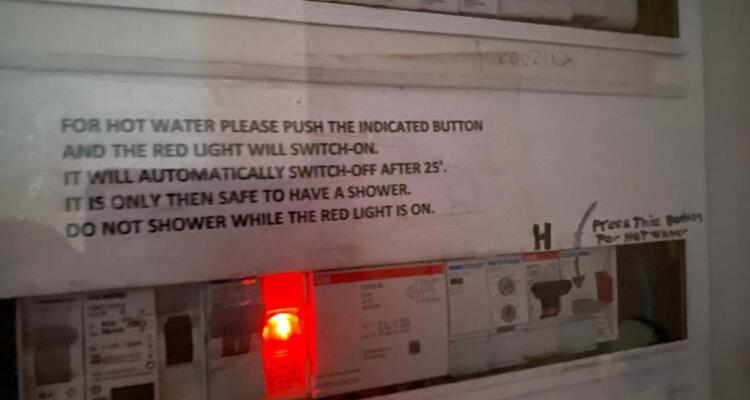 KOUZINA
FOR HOT WATER PLEASE PUSH THE INDICATED BUTTON
AND THE RED LIGHT WILL SWITCH-ON.
IT WILL AUTOMATICALLY SWITCH-OFF AFTER 25'.
IT IS ONLY THEN SAFE TO HAVE A SHOWER.
DO NOT SHOWER WHILE THE RED LIGHT IS ON.
H
Press This Button
For Hot Water